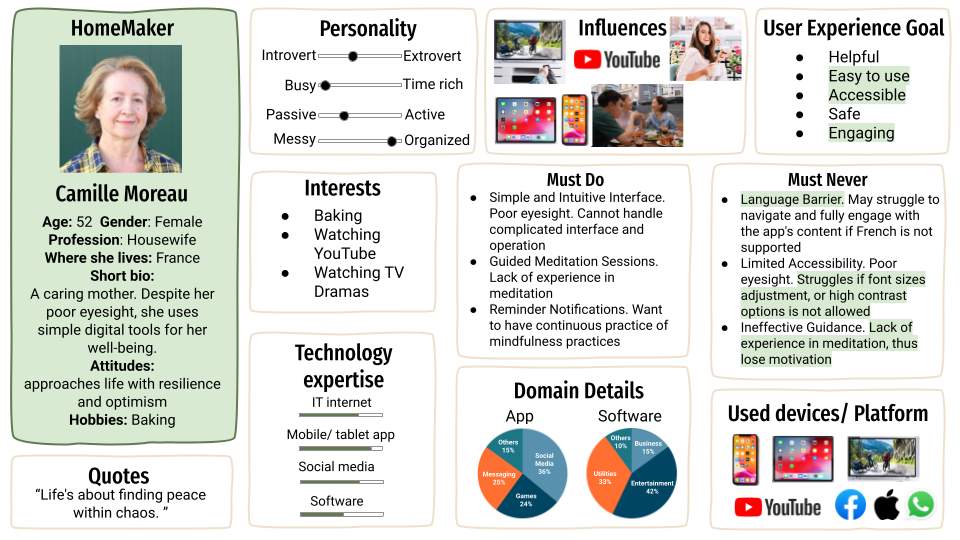 HomeMaker
Camille Moreau
Age: 52 Gender: Female
Profession: Housewife
Where she lives: France
Short bio:
A caring mother. Despite her
poor eyesight, she uses
simple digital tools for her
well-being.
Attitudes:
approaches life with resilience
and optimism
Hobbies: Baking
Quotes
“Life's about finding peace
within chaos. ”
Personality
Introvert Extrovert
Busy Time rich
Passive Active
Messy Organized
Interests
● Baking
● Watching
YouTube
● Watching TV
Dramas
Technology
expertise
IT internet
Mobile/ tablet app
Social media
Software
Influences
YouTube
User Experience Goal
● Helpful
● Easy to use
● Accessible
● Safe
● Engaging
Must Do
● Simple and Intuitive Interface.
Poor eyesight. Cannot handle
complicated interface and
operation
● Guided Meditation Sessions.
Lack of experience in
meditation
● Reminder Notifications. Want
to have continuous practice of
mindfulness practices
Must Never
● Language Barrier. May struggle to
navigate and fully engage with
the app's content if French is not
supported
● Limited Accessibility. Poor
eyesight. Struggles if font sizes
adjustment, or high contrast
options is not allowed
● Ineffective Guidance. Lack of
experience in meditation, thus
lose motivation
Domain Details
App
Others
15%
Social
Media
36%
Messaging
25%
Games
24%
Software
Others
10%
Business
15%
Utilities
33%
Entertainment
42%
Used devices/ Platform
YouTube